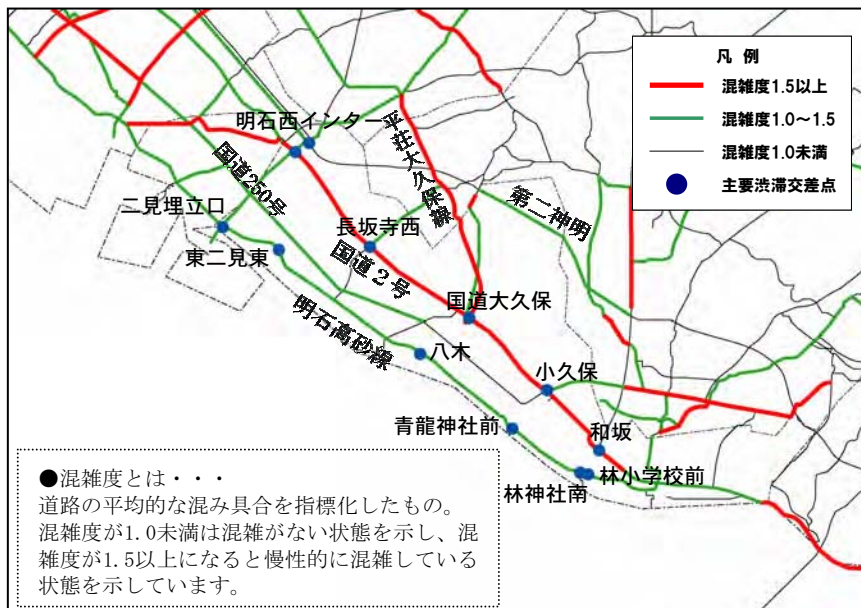 凡 例
混雑度1.5以上
混雑度1.0～1.5
混雑度1.0未満
主要渋滞交差点
明石西インター
平荘大久保線
国道250号
第二神明
二見埋立口
長坂寺西
東二見東
国道２号
国道大久保
明石高砂線
八木
小久保
青龍神社前
和坂
林小学校前
林神社南
●混雑度とは・・・
道路の平均的な混み具合を指標化したもの。
混雑度が1.0未満は混雑がない状態を示し、混
雑度が1.5以上になると慢性的に混雑している
状態を示しています。